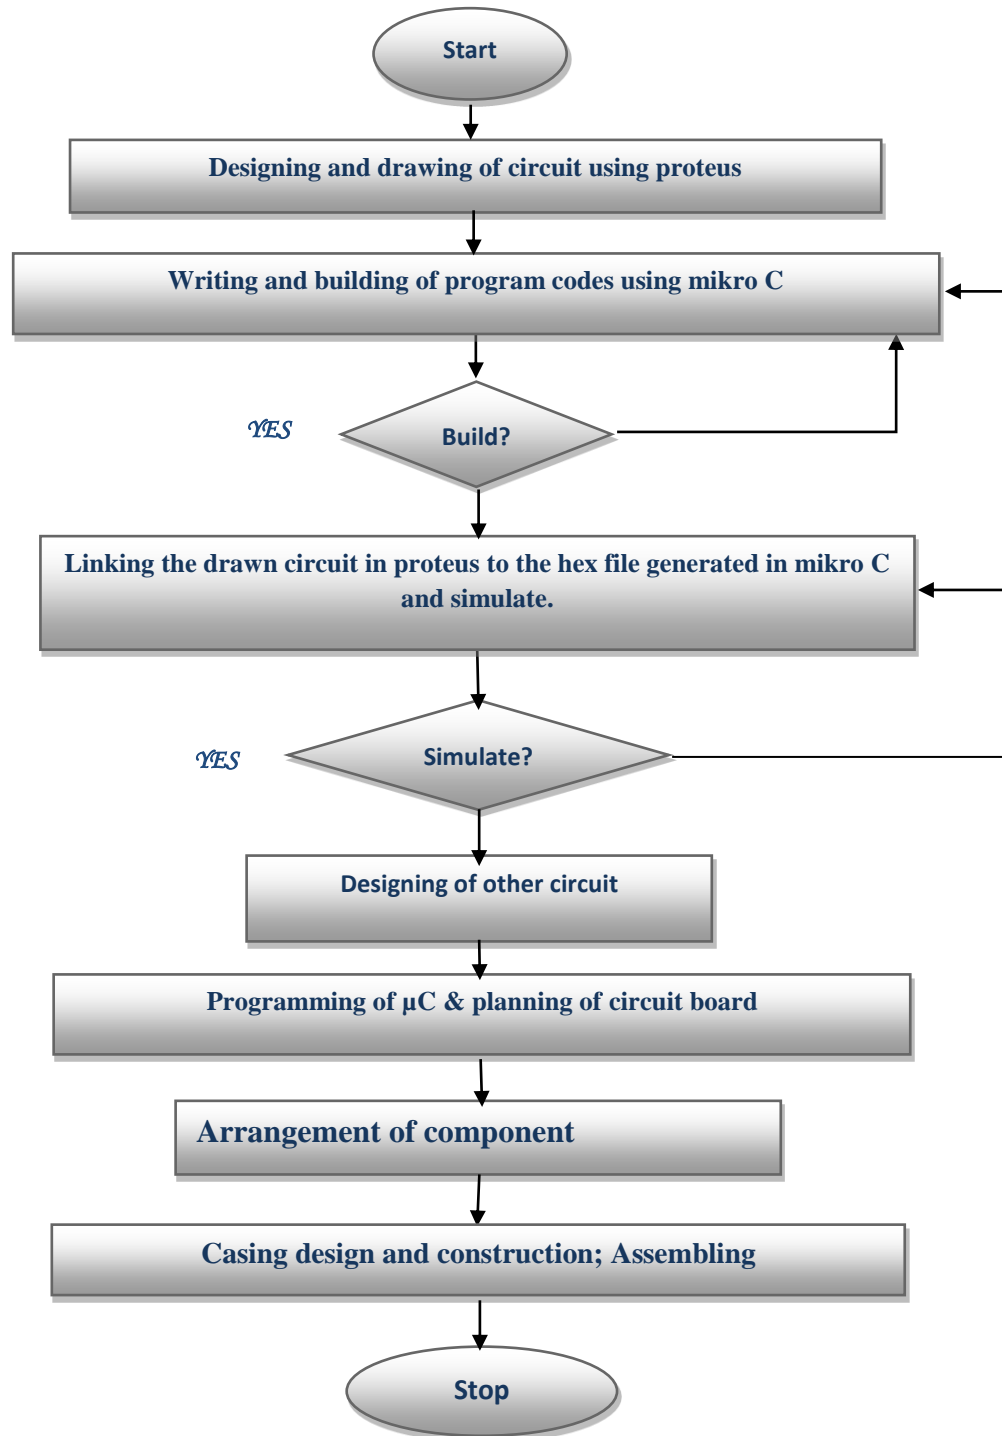 Start
Designing and drawing of circuit using proteus
Writing and building of program codes using mikro C
YES
Build?
Linking the drawn circuit in proteus to the hex file generated in mikro C
and simulate.
YES
Simulate?
Designing of other circuit
Programming of µC & planning of circuit board
Arrangement of component
Casing design and construction; Assembling
Stop